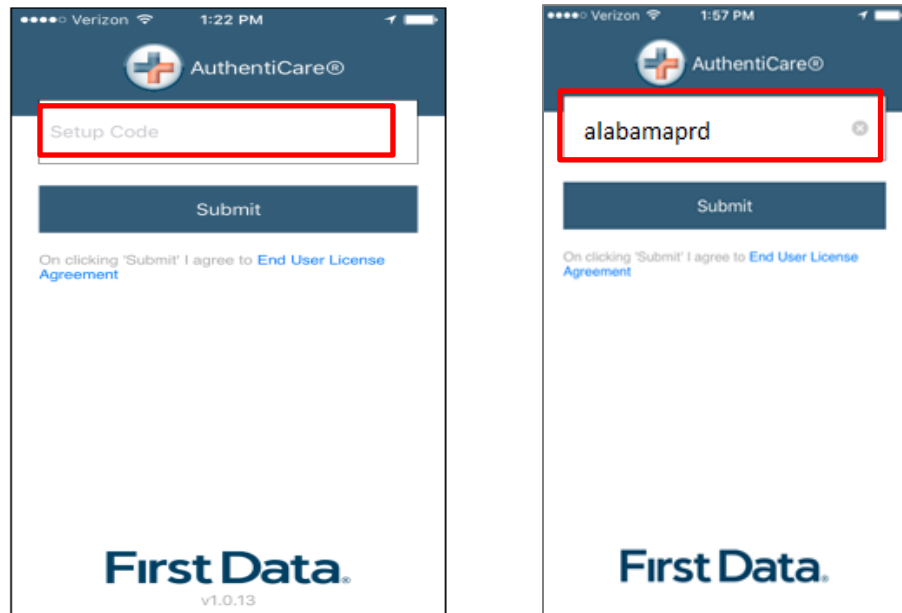 Verizon 1:22 PM
AuthentiCare®
Setup Code
Submit
On clicking 'Submit' I agree to End User License
Agreement
First Data®
v1.0.13
Verizon 1:57 PM
AuthentiCare®
alabamaprd
Submit
On clicking 'Submit' I agree to End User License
Agreement
First Data®